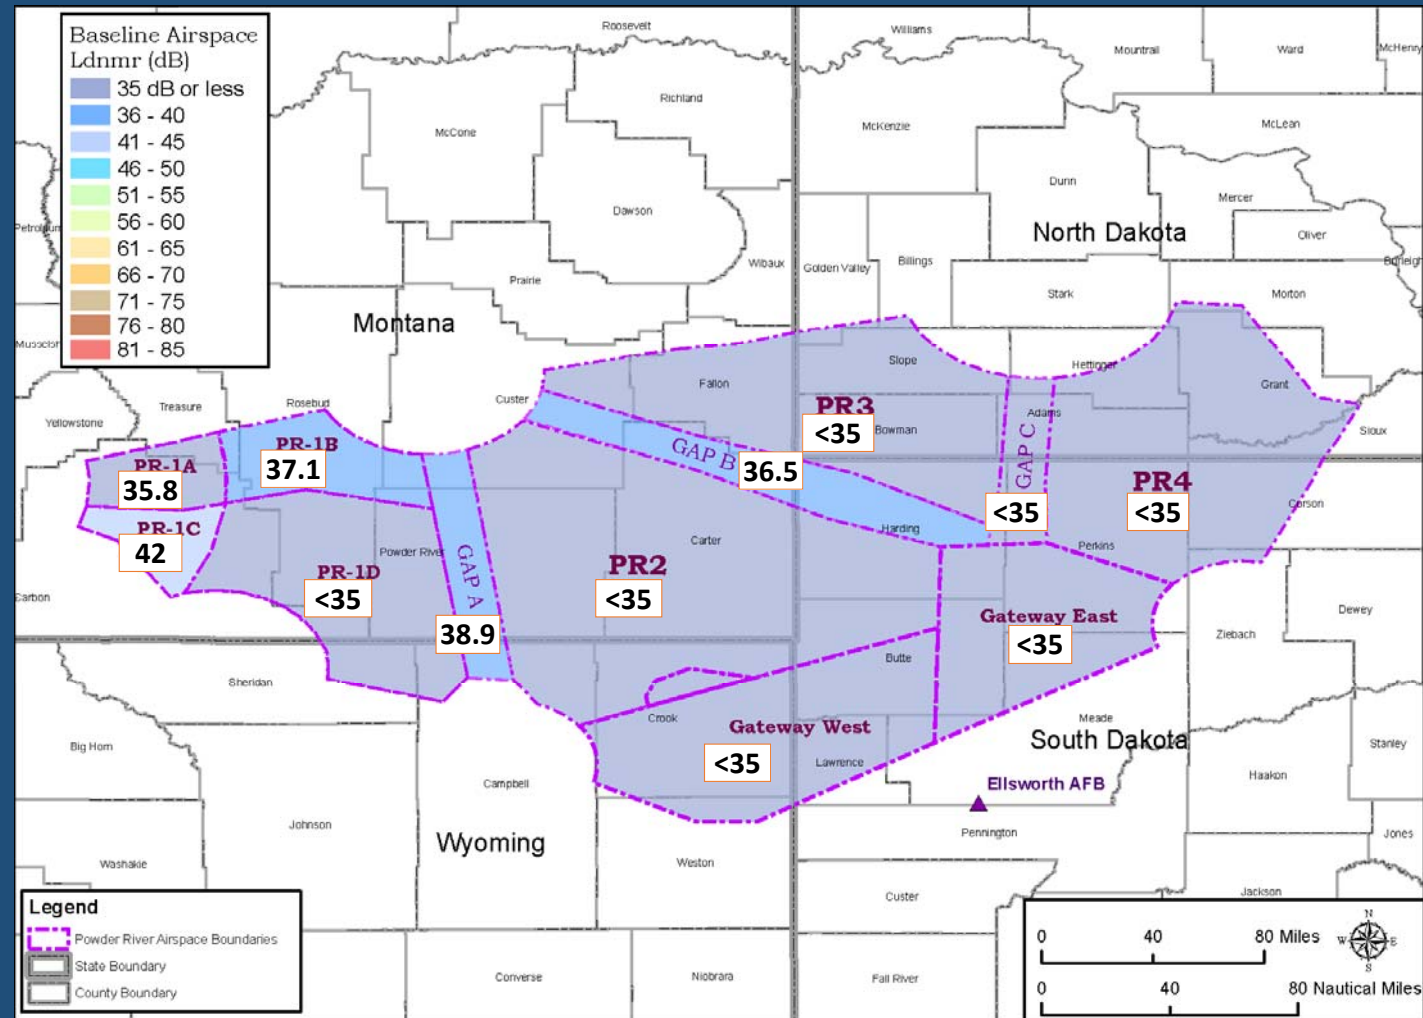 Baseline Airspace
Ldnmr (dB)
35 dB or less
36 - 40
41 - 45
46 - 50
51 - 55
56 - 60
61 - 65
66 - 70
71 - 75
76 - 80
81 - 85
Roosevelt
Williams
Mountrail
Ward
McHenry
Richland
McCone
McKenzie
McLean
Dunn
Mercer
Dawson
North Dakota
Oliver
Wibaux
Golden Valley
Billings
Prairie
Stark
Morton
Montana
Slope
Hettinger
Fallon
Grant
Custer
Rosebud
Treasure
Yellowstone
PR3
<35
Bowman
Adams
Sioux
PR-1B
37.1
GAP B
36.5
GAP C
<35
PR-1A
35.8
PR4
<35
Corson
PR-1C
42
Harding
Perkins
Carter
Powder River
GAP A
38.9
PR-1D
<35
PR2
<35
Carbon
Gateway East
<35
Dewey
Ziebach
Butte
Sheridan
Crook
Gateway West
<35
Lawrence
Meade
South Dakota
Stanley
Haakon
Big Horn
Campbell
Ellsworth AFB
Pennington
Johnson
Wyoming
Jones
Washakie
Weston
Custer
Jackson
Converse
Niobrara
Fall River
Legend
Powder River Airspace Boundaries
State Boundary
County Boundary
N
W E
S
0 40 80 Miles
0 40 80 Nautical Miles